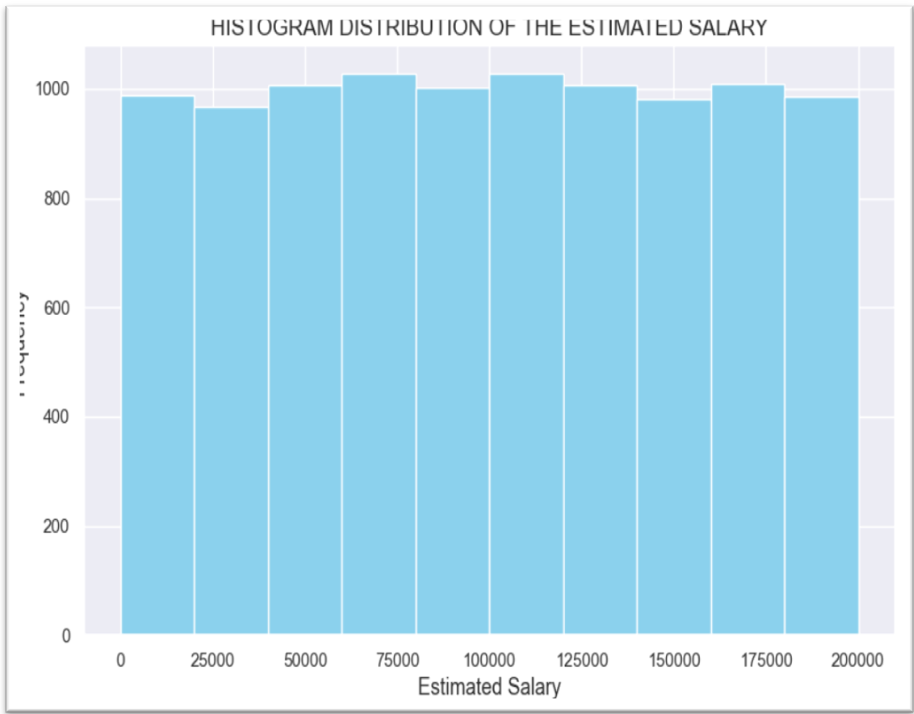 HISTOGRAM DISTRIBUTION OF THE ESTIMATED SALARY
1000
800
600
Frequency
400
200
0
0 25000 50000 75000 100000 125000 150000 175000 200000
Estimated Salary